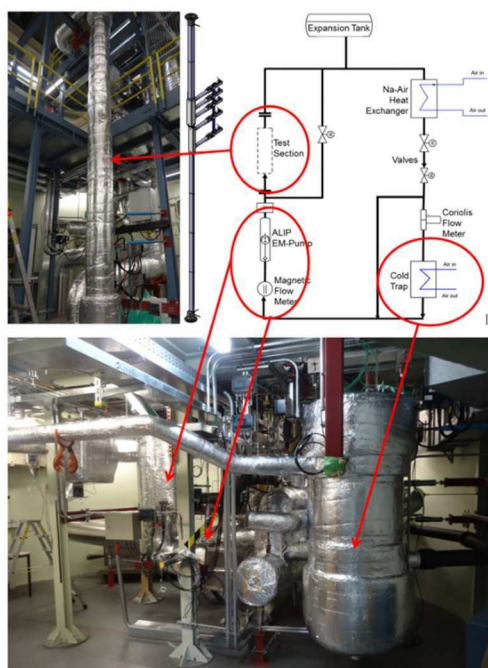 Expansion Tank
Na-Air
Heat
Exchanger
Air in
Air out
Test
Section
Valves
Coriolis
Flow
Meter
ALIP
EM-Pump
Cold
Trap
Air in
Air out
Magnetic
Flow
Meter